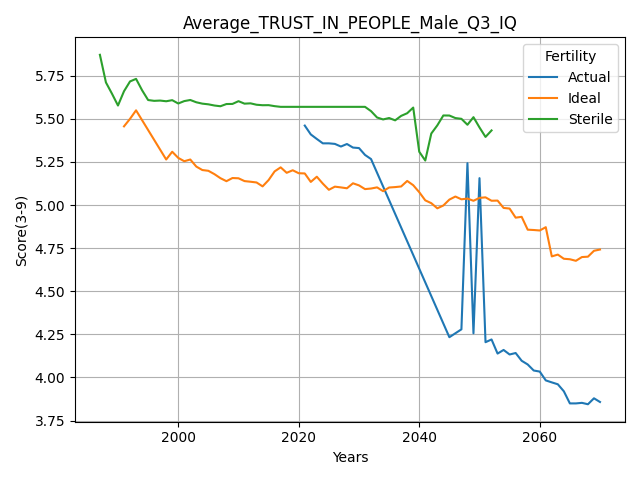 Average_TRUST_IN_PEOPLE_Male_Q3_IQ
Fertility
Actual
Ideal
Sterile
Score(3-9)
5.75
5.50
5.25
5.00
4.75
4.50
4.25
4.00
3.75
2000 2020 2040 2060
Years